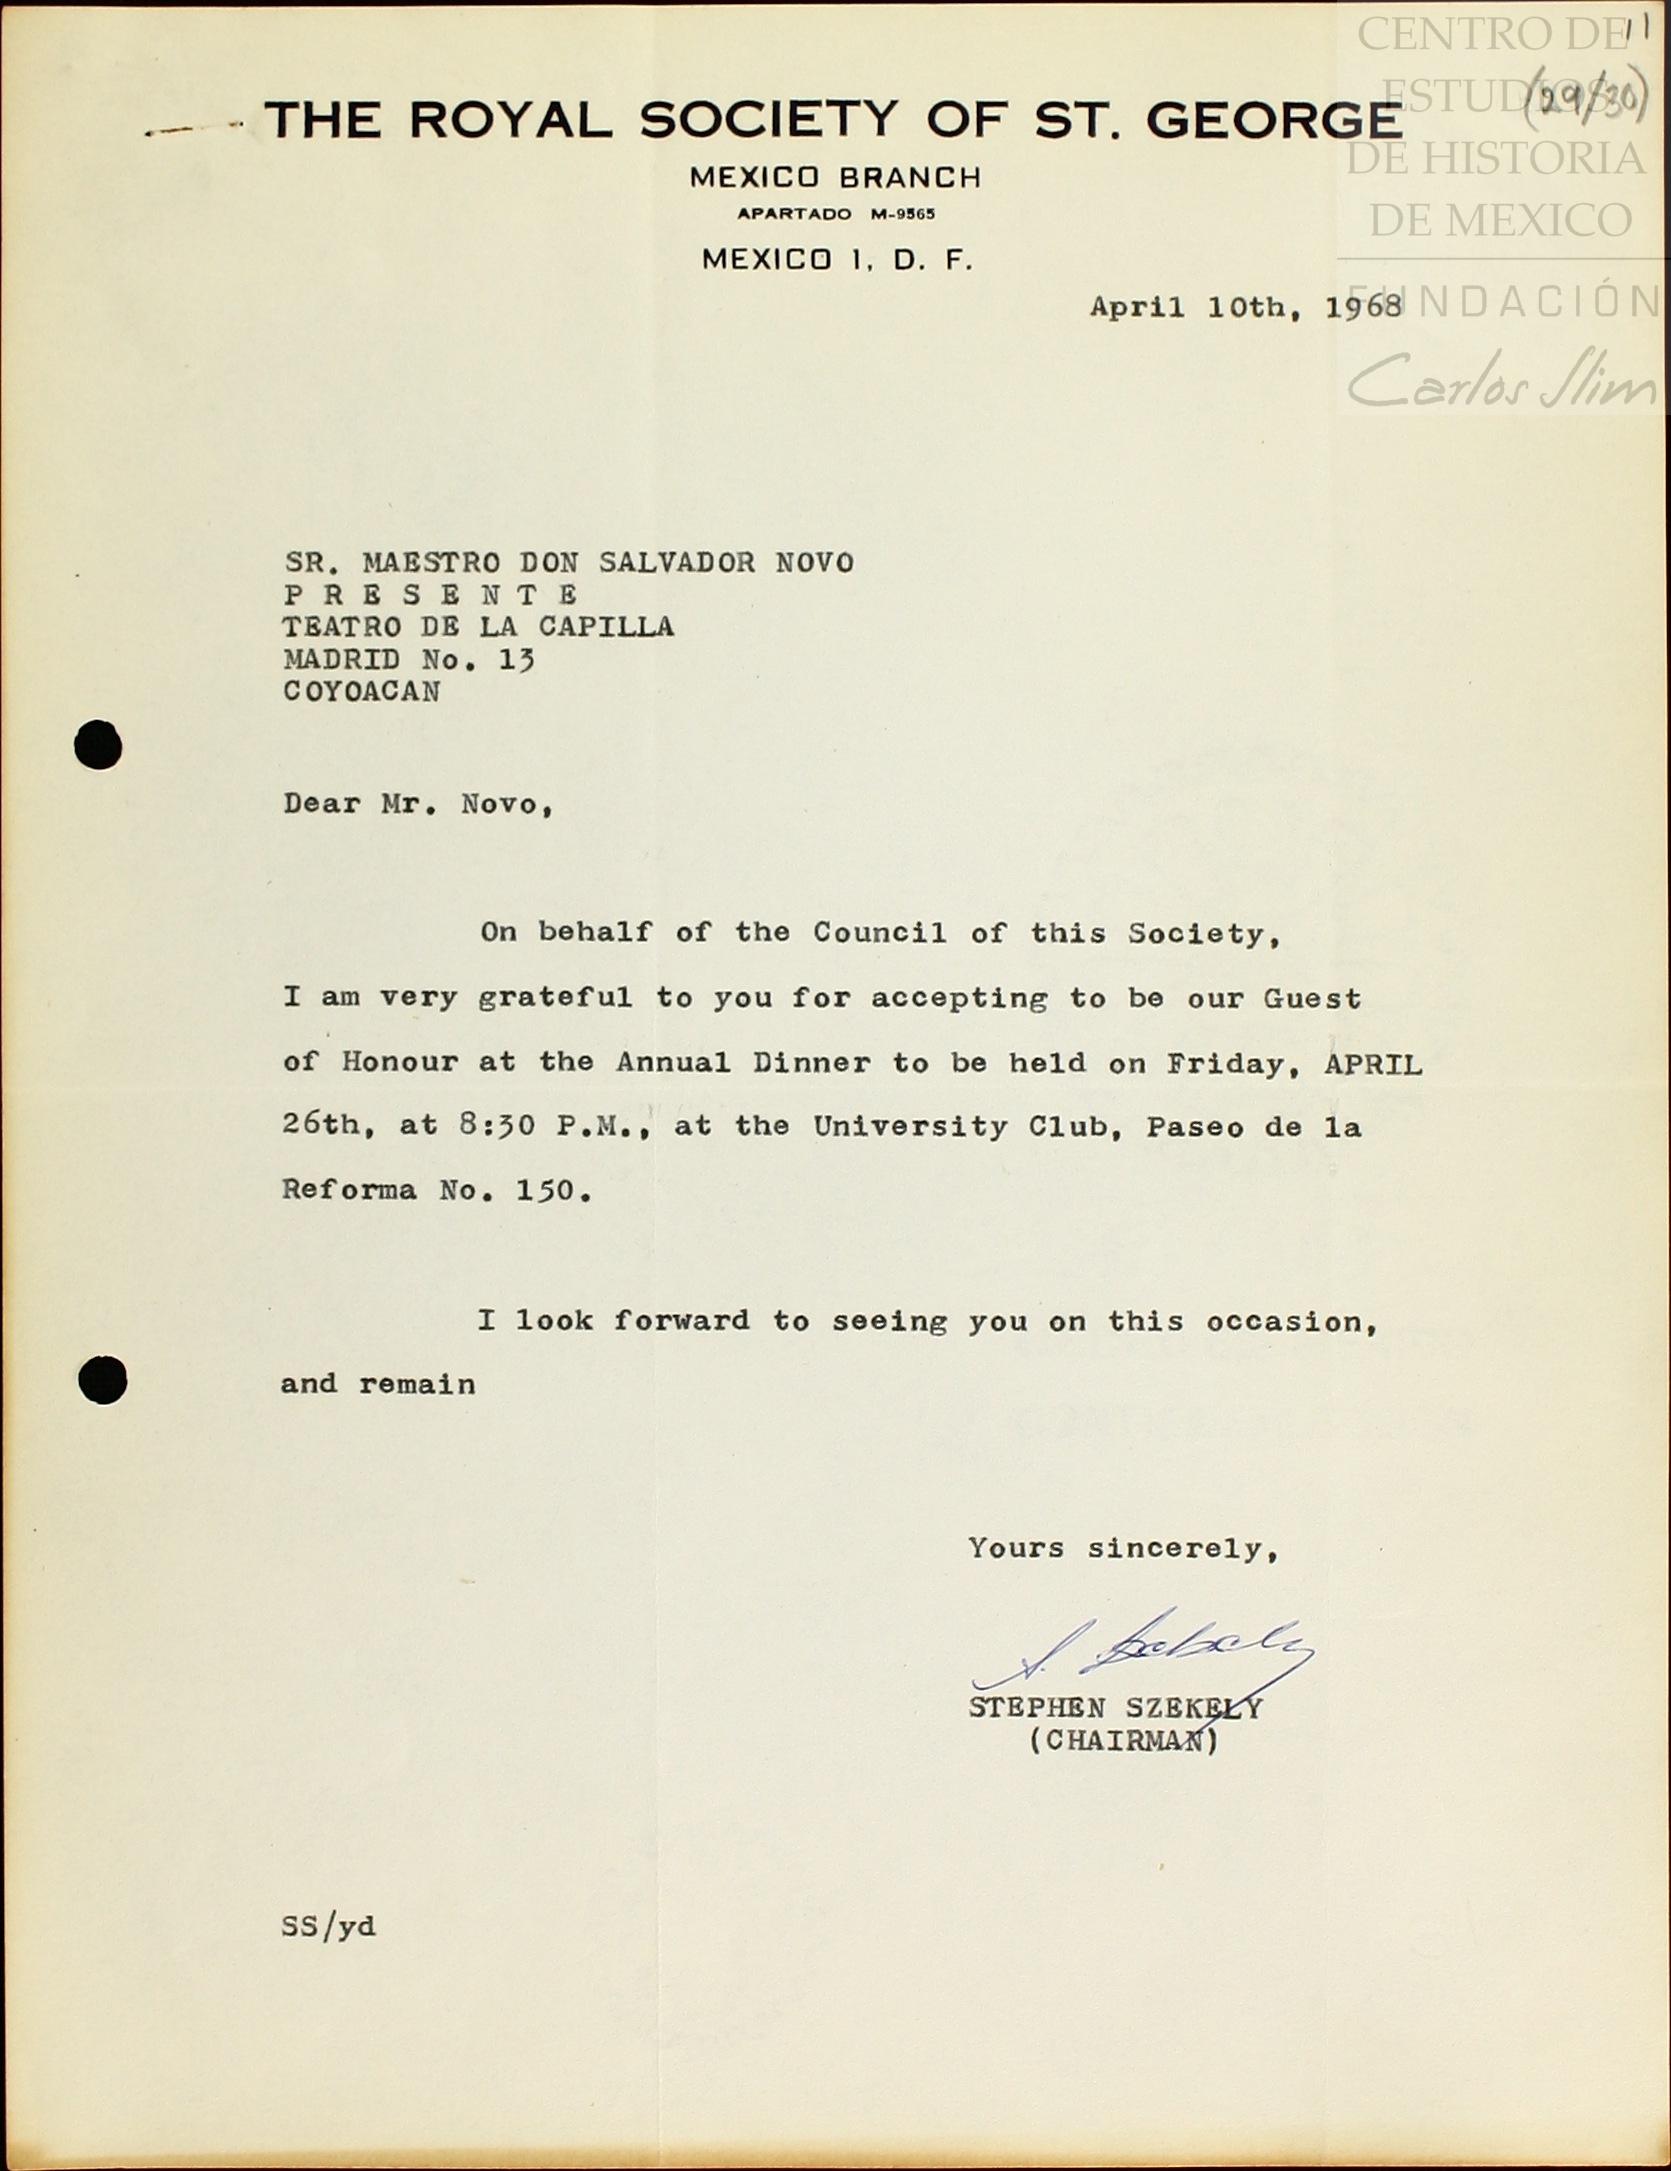 11
(29/30)
CENTRO DE
ESTUDIOS
DE HISTORIA
DE MEXICO
FUNDACIÓN
Carlos Slim
THE ROYAL SOCIETY OF ST. GEORGE
MEXICO BRANCH
APARTADO M-9565
MEXICO 1, D. F.
April 10th, 1968
SR. MAESTRO DON SALVADOR NOVO
P R E S E N T E
TEATRO DE LA CAPILLA
MADRID No. 13
COYOACAN
Dear Mr. Novo,
On behalf of the Council of this Society,
I am very grateful to you for accepting to be our Guest
of Honour at the Annual Dinner to be held on Friday, APRIL
26th, at 8:30 P.M., at the University Club, Paseo de la
Reforma No. 150.
I look forward to seeing you on this occasion,
and remain
Yours sincerely,
S. Szekely
STEPHEN SZEKELY
(CHAIRMAN)
SS/yd